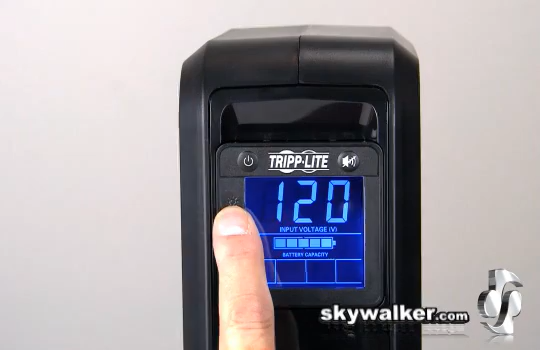 TRIPP·LITE
120
INPUT VOLTAGE (V)
BATTERY CAPACITY
skywalker.com